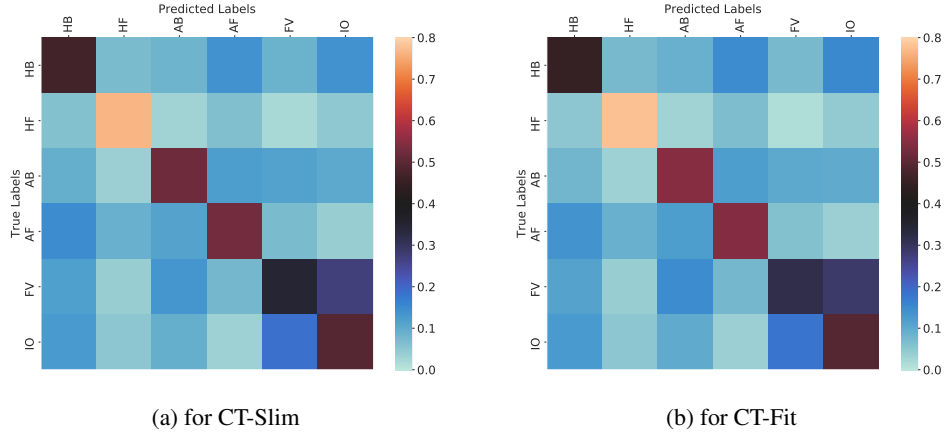 Predicted Labels
HB HF AB AF FV IO
True Labels
HB
HF
AB
AF
FV
IO
0.8
0.7
0.6
0.5
0.4
0.3
0.2
0.1
0.0
(a) for CT-Slim
Predicted Labels
HB HF AB AF FV IO
True Labels
HB
HF
AB
AF
FV
IO
0.8
0.7
0.6
0.5
0.4
0.3
0.2
0.1
0.0
(b) for CT-Fit